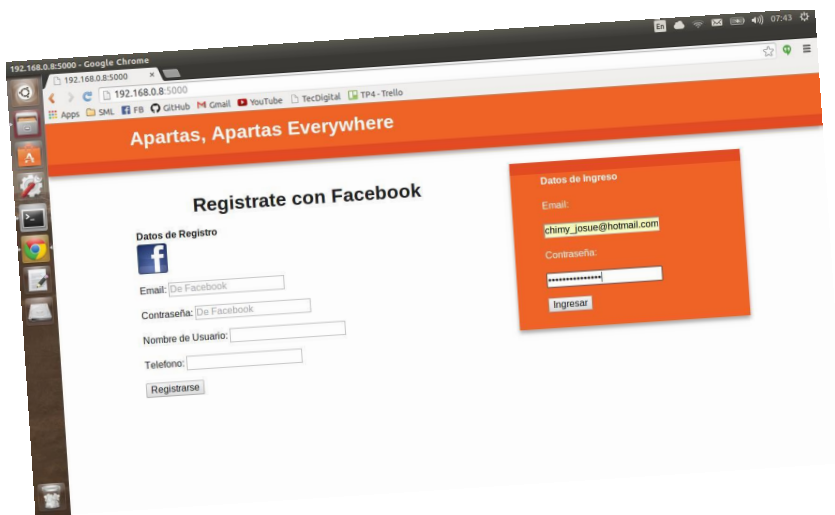 En 07:43
192.168.0.8:5000 - Google Chrome
192.168.0.8:5000 ×
192.168.0.8:5000
Apps SML FB GitHub Gmail YouTube TecDigital TP4 - Trello
Apartas, Apartas Everywhere
Registrate con Facebook
Datos de Registro
f
Email: De Facebook
Contraseña: De Facebook
Nombre de Usuario:
Telefono:
Registrarse
Datos de Ingreso
Email:
chimy_josue@hotmail.com
Contraseña:
•••••••••••••••
Ingresar